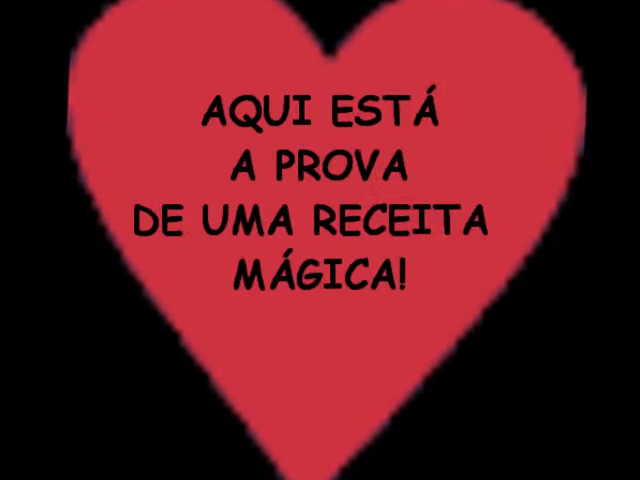 AQUI ESTÁ
A PROVA
DE UMA RECEITA
MÁGICA!